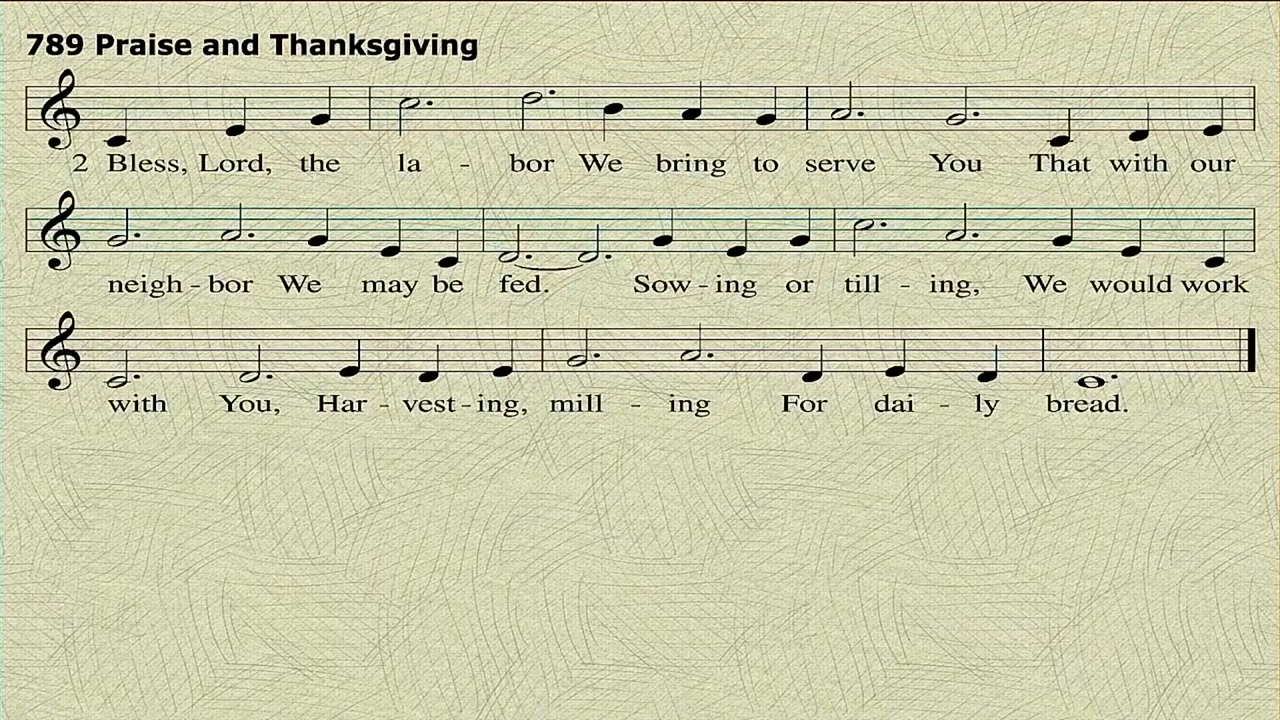 789 Praise and Thanksgiving
2 Bless, Lord, the la - bor We bring to serve You That with our
neigh - bor We may be fed. Sow - ing or till - ing, We would work
with You, Har - vest - ing, mill - ing For dai - ly bread.